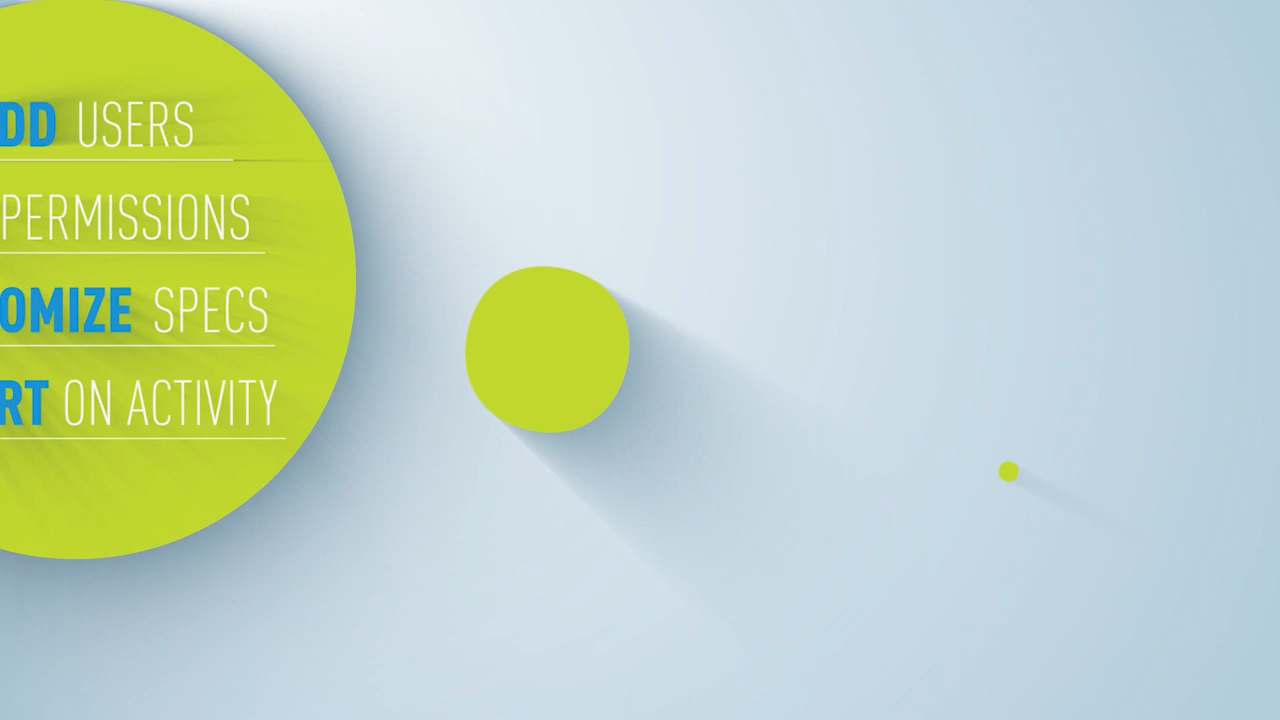 DD USERS
PERMISSIONS
OMIZE SPECS
RT ON ACTIVITY